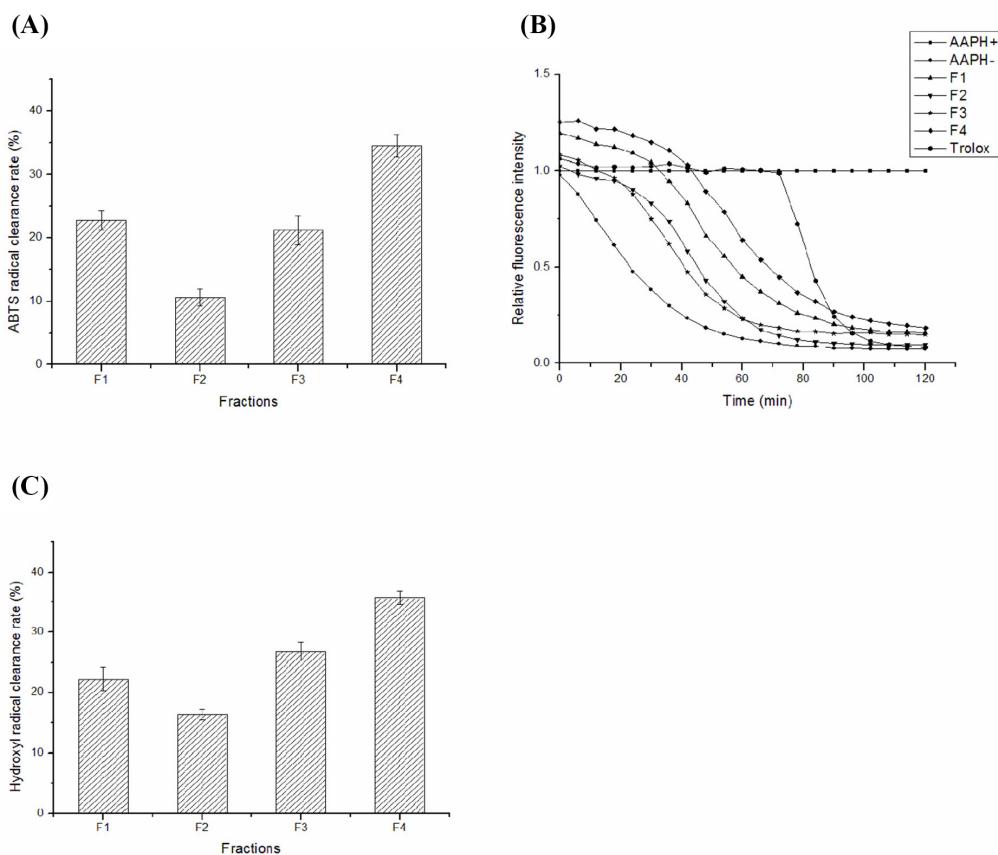 (A)
ABTS radical clearance rate (%)
40
30
20
10
0
F1 F2 F3 F4
Fractions
(B)
AAPH+
AAPH-
F1
F2
F3
F4
Trolox
Relative fluorescence intensity
1.5
1.0
0.5
0.0
0 20 40 60 80 100 120
Time (min)
(C)
Hydroxyl radical clearance rate (%)
40
30
20
10
0
F1 F2 F3 F4
Fractions